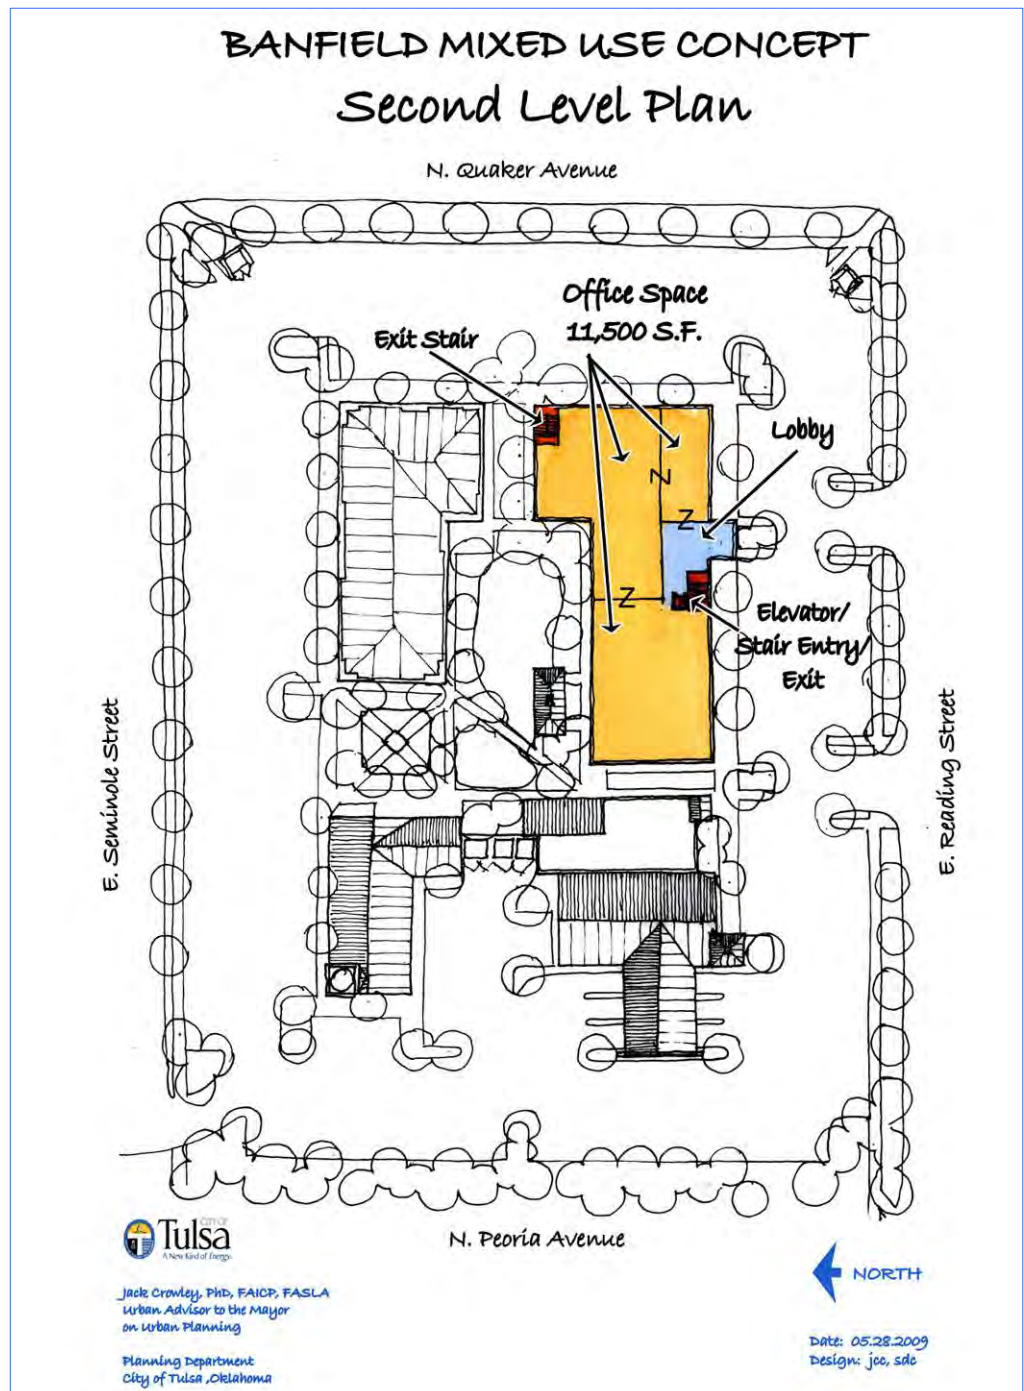 BANFIELD MIXED USE CONCEPT
Second Level Plan
N. Quaker Avenue
Office Space
11,500 S.F.
Exit Stair
Lobby
Elevator/
Stair Entry/
Exit
E. Seminole Street
E. Reading Street
N. Peoria Avenue
CITY OF
Tulsa
A New Kind of Energy.
NORTH
Jack Crowley, PhD, FAICP, FASLA
Urban Advisor to the Mayor
on Urban Planning
Planning Department
City of Tulsa ,Oklahoma
Date: 05.28.2009
Design: jcc, sdc